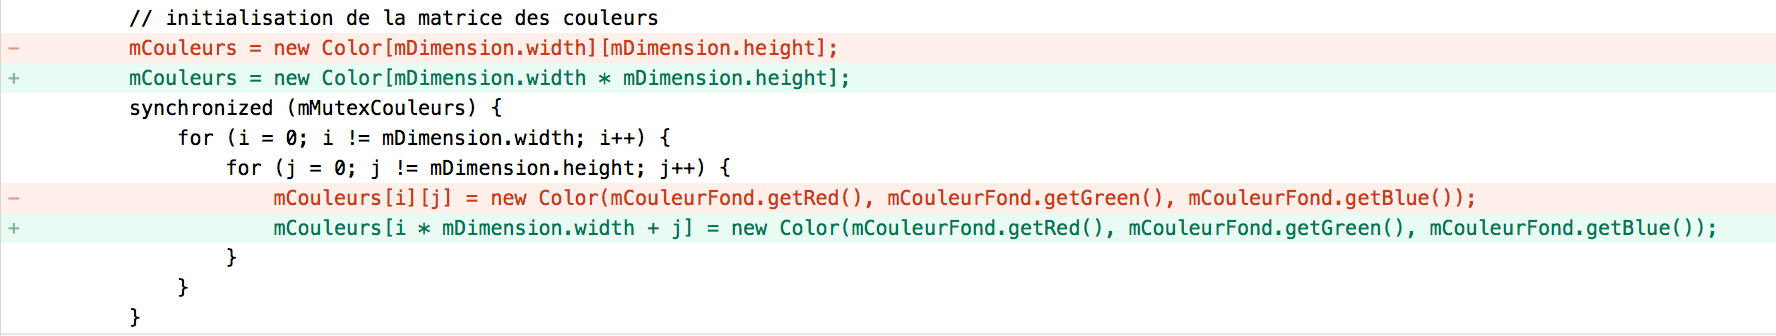 // initialisation de la matrice des couleurs
- mCouleurs = new Color[mDimension.width][mDimension.height];
+ mCouleurs = new Color[mDimension.width * mDimension.height];
synchronized (mMutexCouleurs) {
for (i = 0; i != mDimension.width; i++) {
for (j = 0; j != mDimension.height; j++) {
- mCouleurs[i][j] = new Color(mCouleurFond.getRed(), mCouleurFond.getGreen(), mCouleurFond.getBlue());
+ mCouleurs[i * mDimension.width + j] = new Color(mCouleurFond.getRed(), mCouleurFond.getGreen(), mCouleurFond.getBlue());
}
}
}